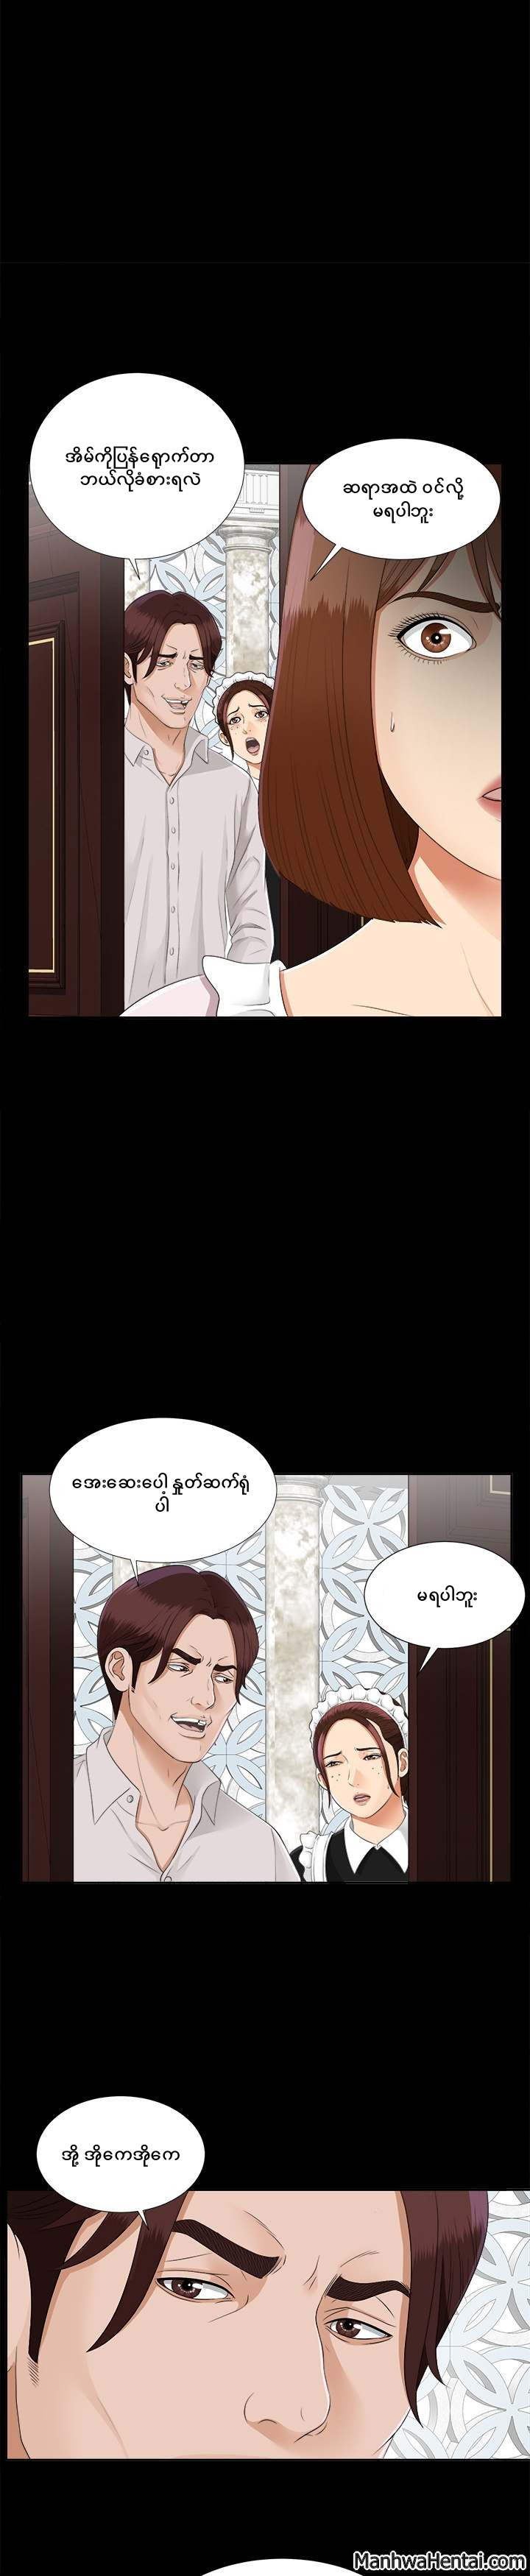 အိမ်ကိုပြန်ရောက်တာ
ဘယ်လိုခံစားရလဲ
ဆရာအထဲ ဝင်လို့
မရပါဘူး
အေးဆေးပေါ့ နှုတ်ဆက်ရုံ
ပါ
မရပါဘူး
အို့ အိုကေအိုကေ
ManhwaHentai.com